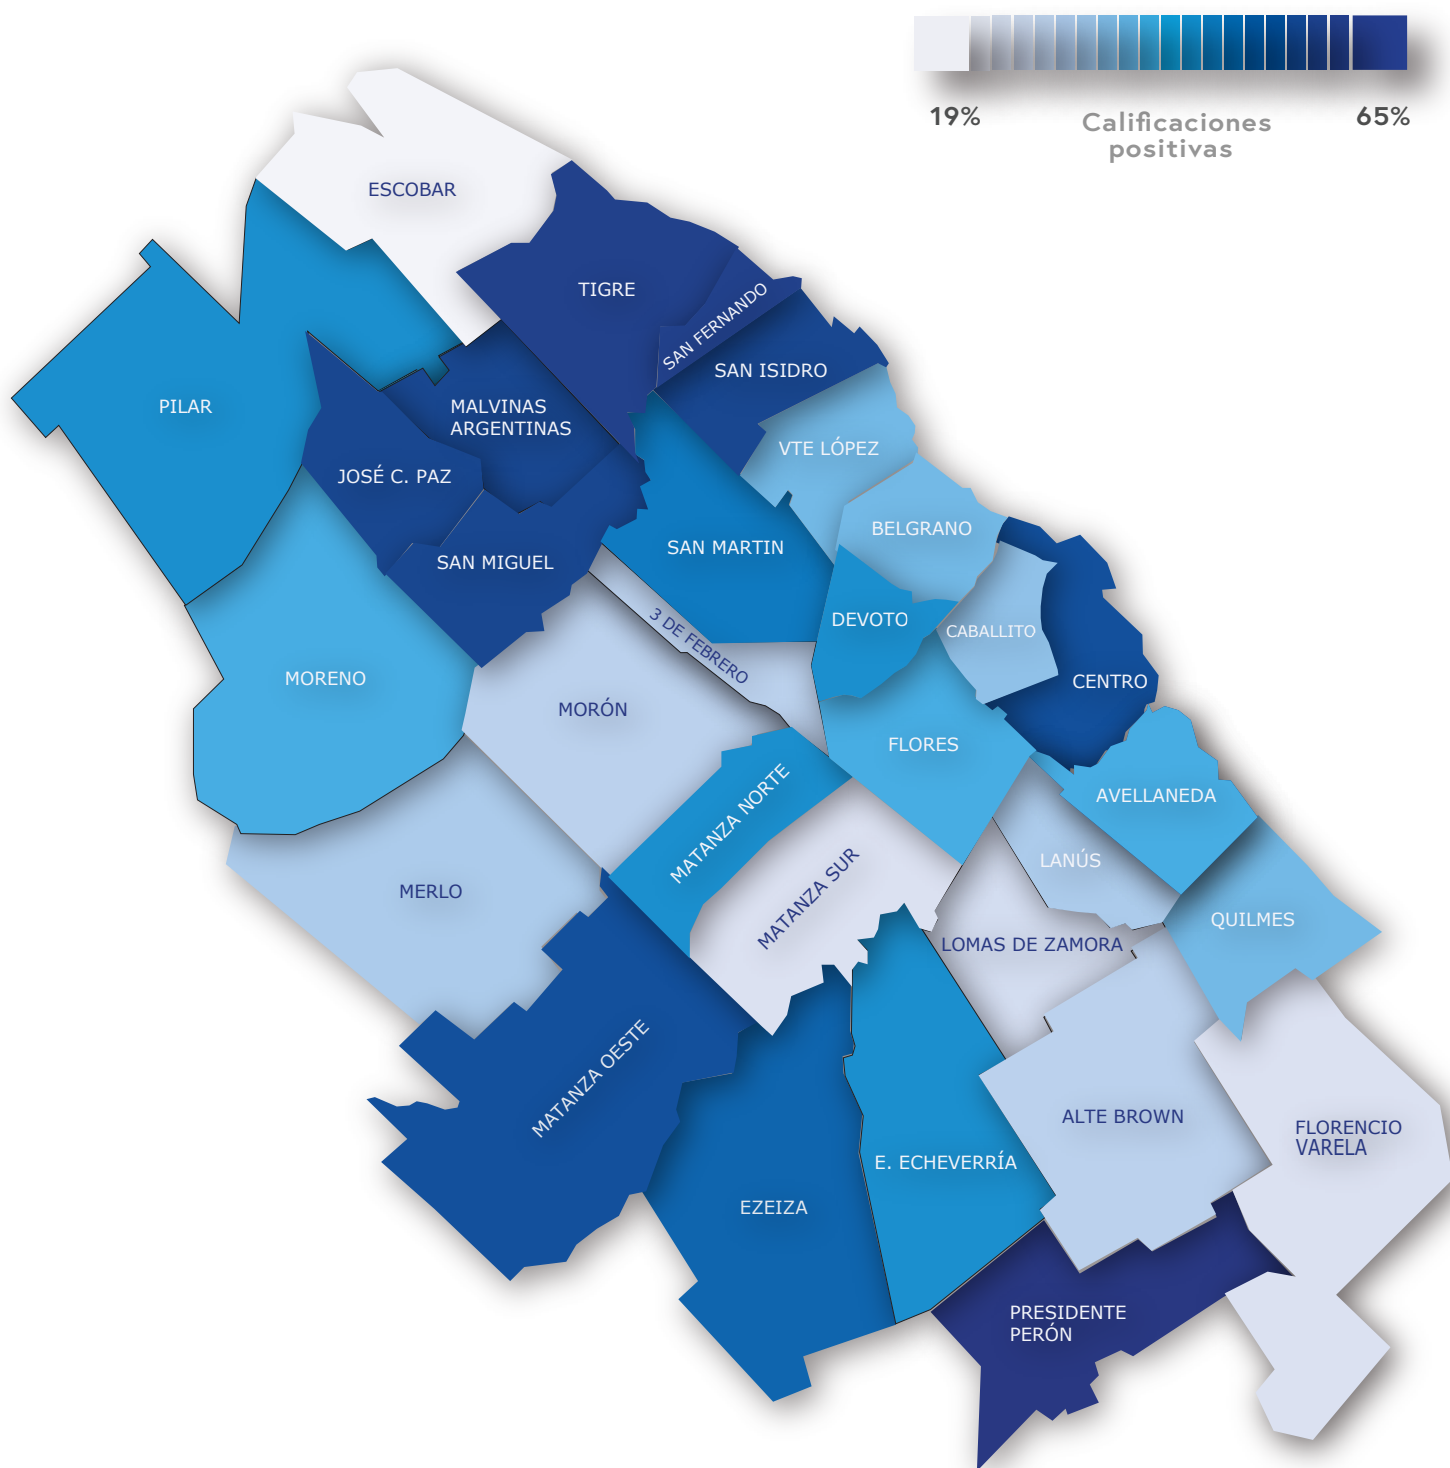 19%
65%
Calificaciones
positivas
ESCOBAR
TIGRE
SAN FERNANDO
SAN ISIDRO
PILAR
MALVINAS
ARGENTINAS
VTE LÓPEZ
JOSÉ C. PAZ
BELGRANO
SAN MARTIN
SAN MIGUEL
DEVOTO
CABALLITO
3 DE FEBRERO
MORENO
CENTRO
MORÓN
FLORES
AVELLANEDA
MATANZA NORTE
LANÚS
MERLO
MATANZA SUR
QUILMES
LOMAS DE ZAMORA
MATANZA OESTE
ALTE BROWN
FLORENCIO
VARELA
E. ECHEVERRÍA
EZEIZA
PRESIDENTE
PERÓN